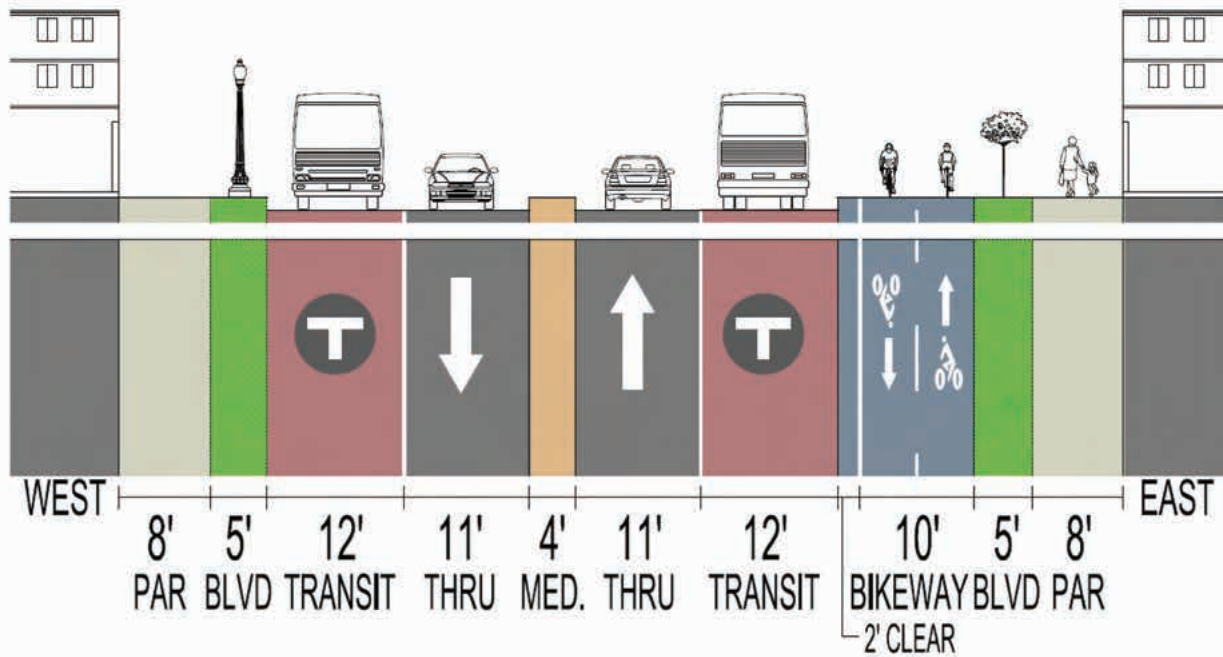 T T
WEST EAST
8' 5' 12' 11' 4' 11' 12' 10' 5' 8'
PAR BLVD TRANSIT THRU MED. THRU TRANSIT BIKEWAY BLVD PAR
2' CLEAR